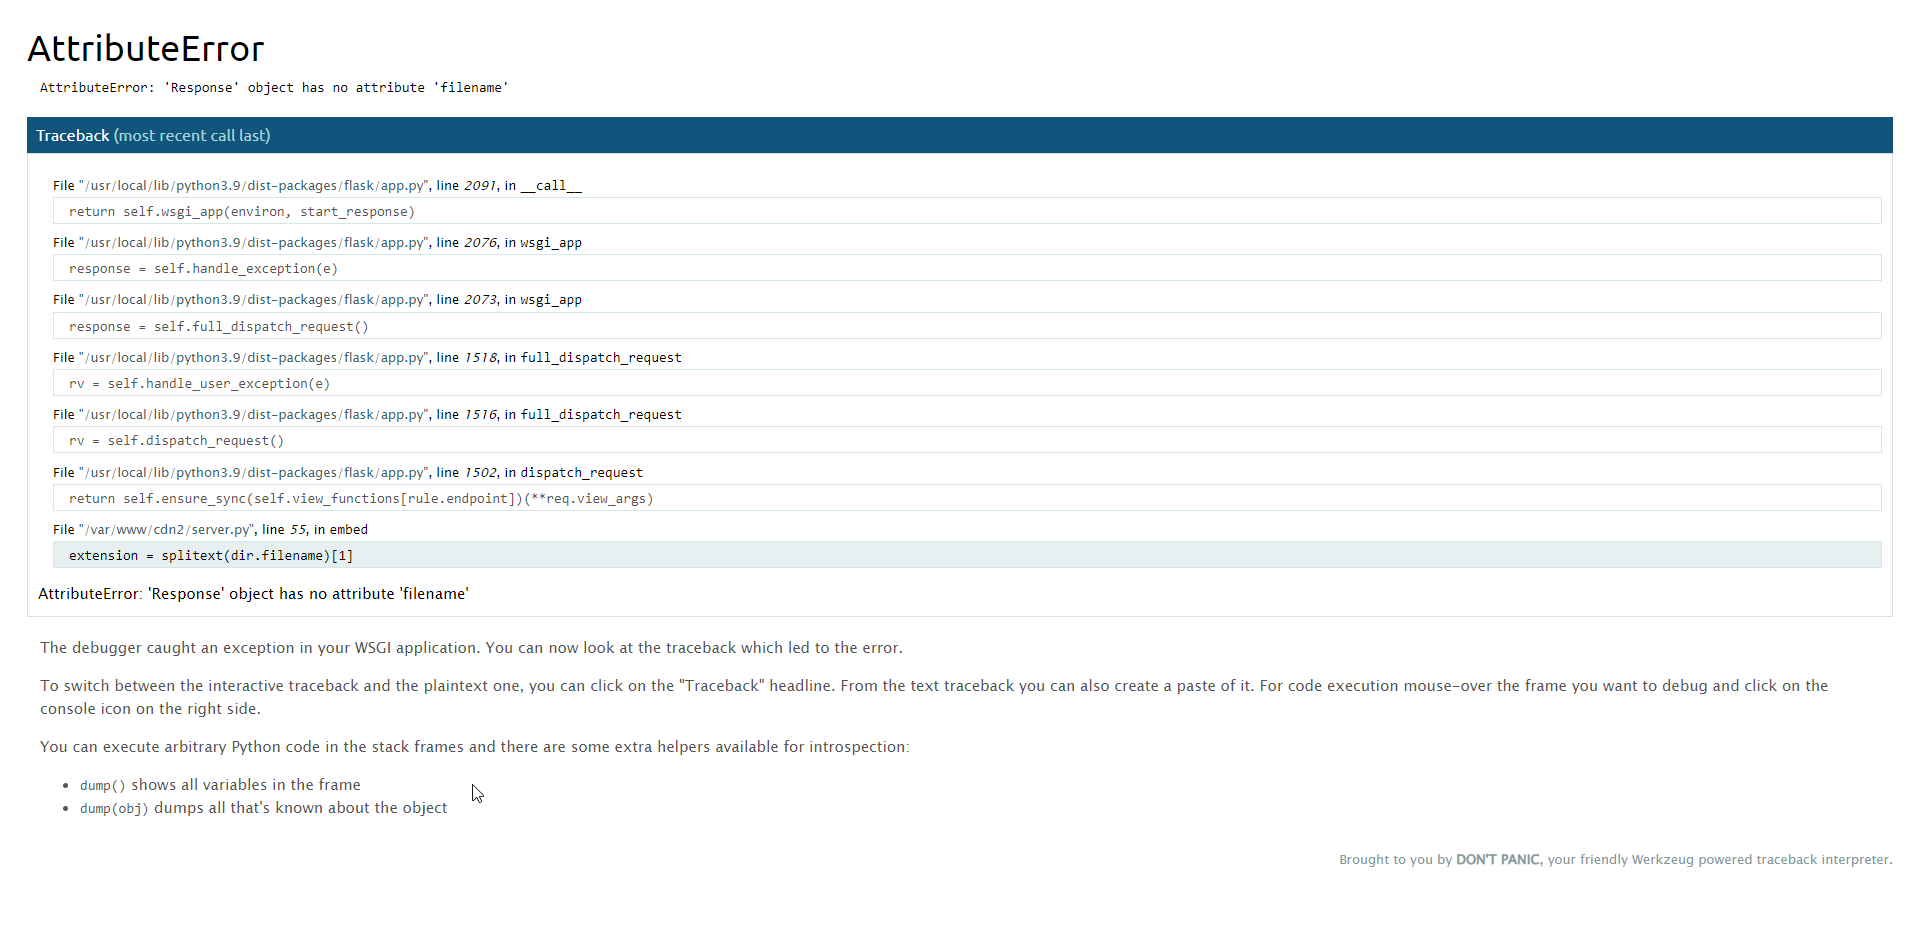 AttributeError
AttributeError: 'Response' object has no attribute 'filename'
Traceback (most recent call last)
File "/usr/local/lib/python3.9/dist-packages/flask/app.py", line 2091, in __call__
return self.wsgi_app(environ, start_response)
File "/usr/local/lib/python3.9/dist-packages/flask/app.py", line 2076, in wsgi_app
response = self.handle_exception(e)
File "/usr/local/lib/python3.9/dist-packages/flask/app.py", line 2073, in wsgi_app
response = self.full_dispatch_request()
File "/usr/local/lib/python3.9/dist-packages/flask/app.py", line 1518, in full_dispatch_request
rv = self.handle_user_exception(e)
File "/usr/local/lib/python3.9/dist-packages/flask/app.py", line 1516, in full_dispatch_request
rv = self.dispatch_request()
File "/usr/local/lib/python3.9/dist-packages/flask/app.py", line 1502, in dispatch_request
return self.ensure_sync(self.view_functions[rule.endpoint])(**req.view_args)
File "/var/www/cdn2/server.py", line 55, in embed
extension = splitext(dir.filename)[1]
AttributeError: 'Response' object has no attribute 'filename'
The debugger caught an exception in your WSGI application. You can now look at the traceback which led to the error.
To switch between the interactive traceback and the plaintext one, you can click on the "Traceback" headline. From the text traceback you can also create a paste of it. For code execution mouse-over the frame you want to debug and click on the
console icon on the right side.
You can execute arbitrary Python code in the stack frames and there are some extra helpers available for introspection:
• dump() shows all variables in the frame
• dump(obj) dumps all that's known about the object
Brought to you by DON'T PANIC, your friendly Werkzeug powered traceback interpreter.